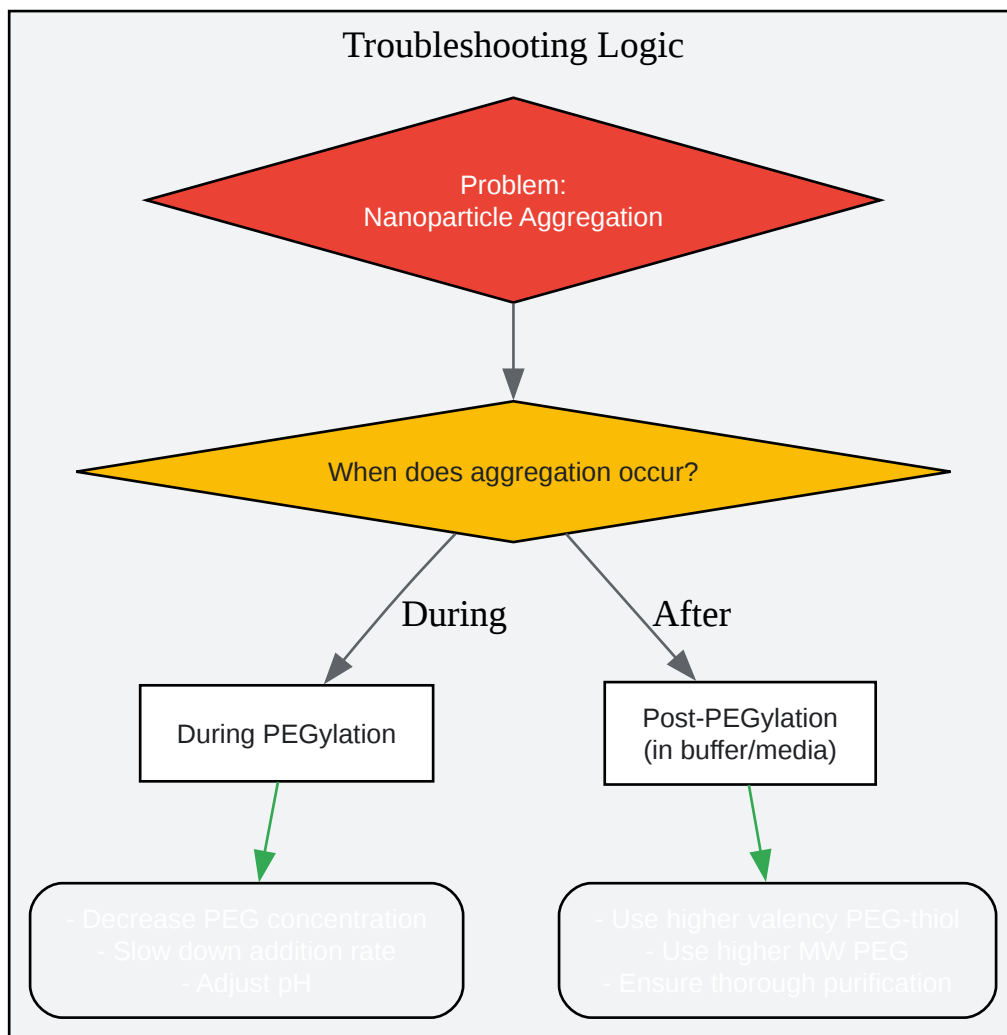 Troubleshooting Logic
Problem:
Nanoparticle Aggregation
When does aggregation occur?
During
After
During PEGylation
Post-PEGylation
(in buffer/media)
- Decrease PEG concentration
- Slow down addition rate
- Adjust pH
- Use higher valency PEG-thiol
- Use higher MW PEG
- Ensure thorough purification